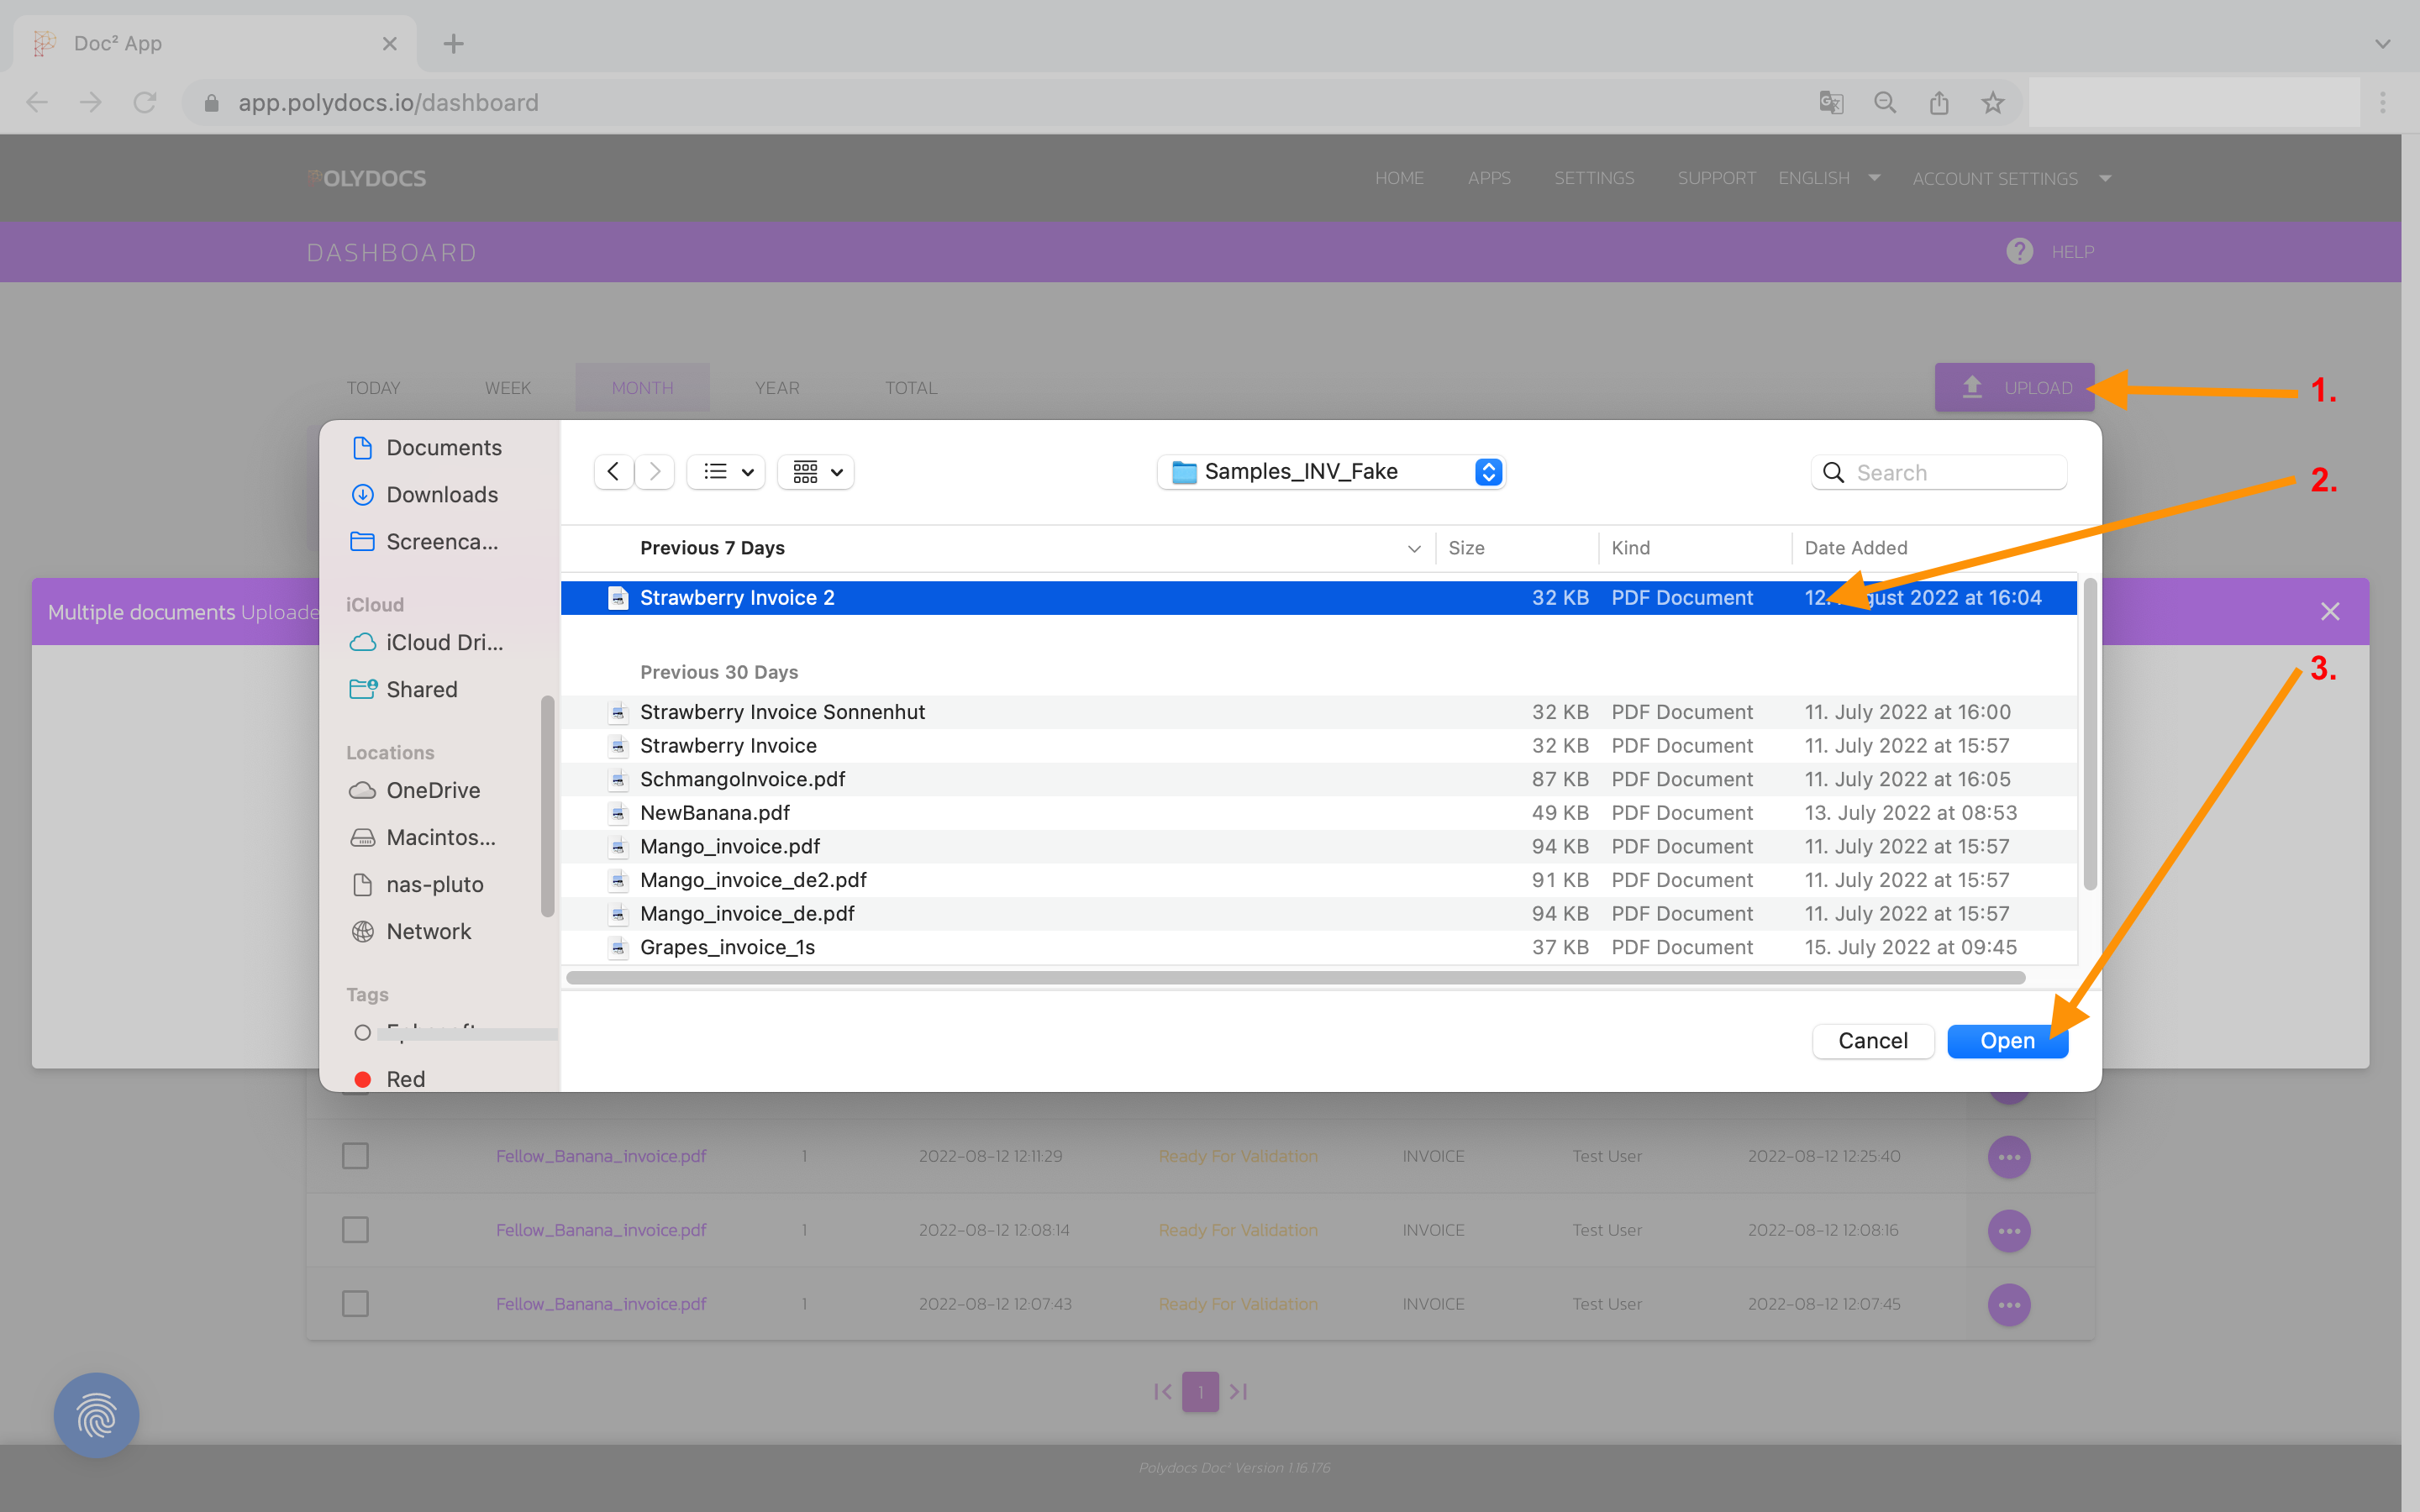 Doc² App
app.polydocs.io/dashboard
OLYDOCS
HOME APPS SETTINGS SUPPORT ENGLISH ACCOUNT SETTINGS
DASHBOARD
? HELP
TODAY WEEK MONTH YEAR TOTAL
UPLOAD
1.
Documents
Downloads
Screenca...
iCloud
iCloud Dri...
Shared
Locations
OneDrive
Macintos...
nas-pluto
Network
Tags
Red
Samples_INV_Fake
Search
2.
Previous 7 Days Size Kind Date Added
Strawberry Invoice 2 32 KB PDF Document 12. August 2022 at 16:04
Multiple documents Uploade
3.
Previous 30 Days
Strawberry Invoice Sonnenhut 32 KB PDF Document 11. July 2022 at 16:00
Strawberry Invoice 32 KB PDF Document 11. July 2022 at 15:57
SchmangoInvoice.pdf 87 KB PDF Document 11. July 2022 at 16:05
NewBanana.pdf 49 KB PDF Document 13. July 2022 at 08:53
Mango_invoice.pdf 94 KB PDF Document 11. July 2022 at 15:57
Mango_invoice_de2.pdf 91 KB PDF Document 11. July 2022 at 15:57
Mango_invoice_de.pdf 94 KB PDF Document 11. July 2022 at 15:57
Grapes_invoice_1s 37 KB PDF Document 15. July 2022 at 09:45
Cancel Open
Fellow_Banana_invoice.pdf 1 2022-08-12 12:11:29 Ready For Validation INVOICE Test User 2022-08-12 12:25:40
Fellow_Banana_invoice.pdf 1 2022-08-12 12:08:14 Ready For Validation INVOICE Test User 2022-08-12 12:08:16
Fellow_Banana_invoice.pdf 1 2022-08-12 12:07:43 Ready For Validation INVOICE Test User 2022-08-12 12:07:45
1
Polydocs Doc² Version 1.16.176